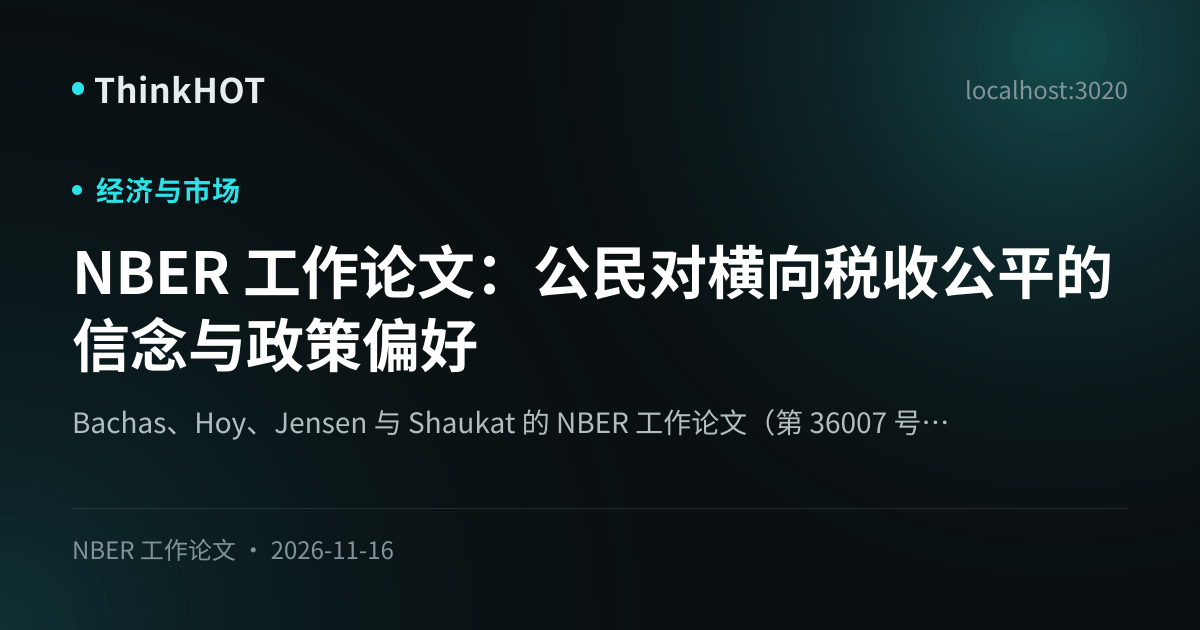 ThinkHOT
localhost:3020
经济与市场
NBER 工作论文：公民对横向税收公平的
信念与政策偏好
Bachas、Hoy、Jensen 与 Shaukat 的 NBER 工作论文（第 36007 号…
NBER 工作论文 · 2026-11-16